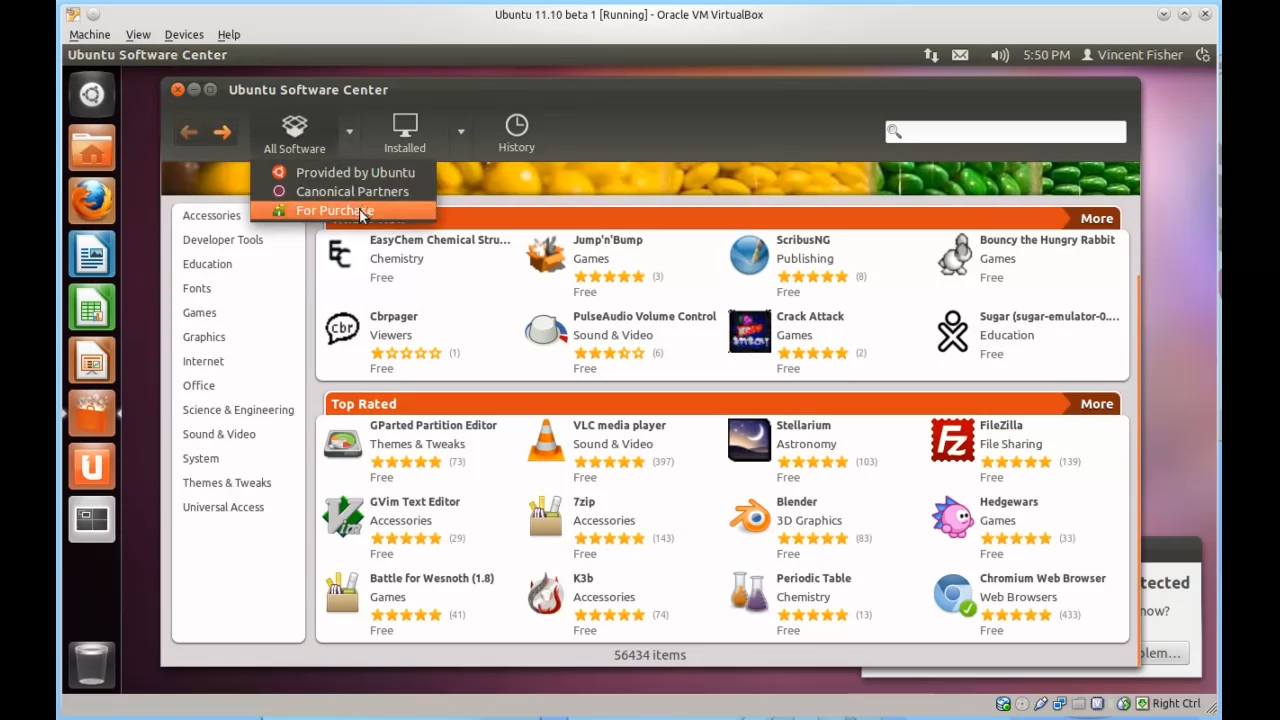 Ubuntu 11.10 beta 1 [Running] - Oracle VM VirtualBox
Machine View Devices Help
Ubuntu Software Center 5:50 PM Vincent Fisher
Ubuntu Software Center
All Software Installed History
Provided by Ubuntu
Canonical Partners
For Purchase
More
Accessories
Developer Tools
Education
Fonts
Games
Graphics
Internet
Office
Science & Engineering
Sound & Video
System
Themes & Tweaks
Universal Access
EasyChem Chemical Stru...
Chemistry
Free
Jump'n'Bump
Games
(3)
Free
ScribusNG
Publishing
(8)
Free
Bouncy the Hungry Rabbit
Games
Free
cbr
Cbrpager
Viewers
(1)
Free
PulseAudio Volume Control
Sound & Video
(6)
Free
Crack Attack
Games
(2)
Free
Sugar (sugar-emulator-0....
Education
Free
Top Rated More
GParted Partition Editor
Themes & Tweaks
(73)
Free
VLC media player
Sound & Video
(397)
Free
Stellarium
Astronomy
(103)
Free
FZ
FileZilla
File Sharing
(139)
Free
GVim Text Editor
Accessories
(29)
Free
7zip
Accessories
(143)
Free
Blender
3D Graphics
(83)
Free
Hedgewars
Games
(33)
Free
Battle for Wesnoth (1.8)
Games
(41)
Free
K3b
Accessories
(74)
Free
Periodic Table
Chemistry
(13)
Free
Chromium Web Browser
Web Browsers
(433)
Free
56434 items
tected
now?
blem...
Right Ctrl